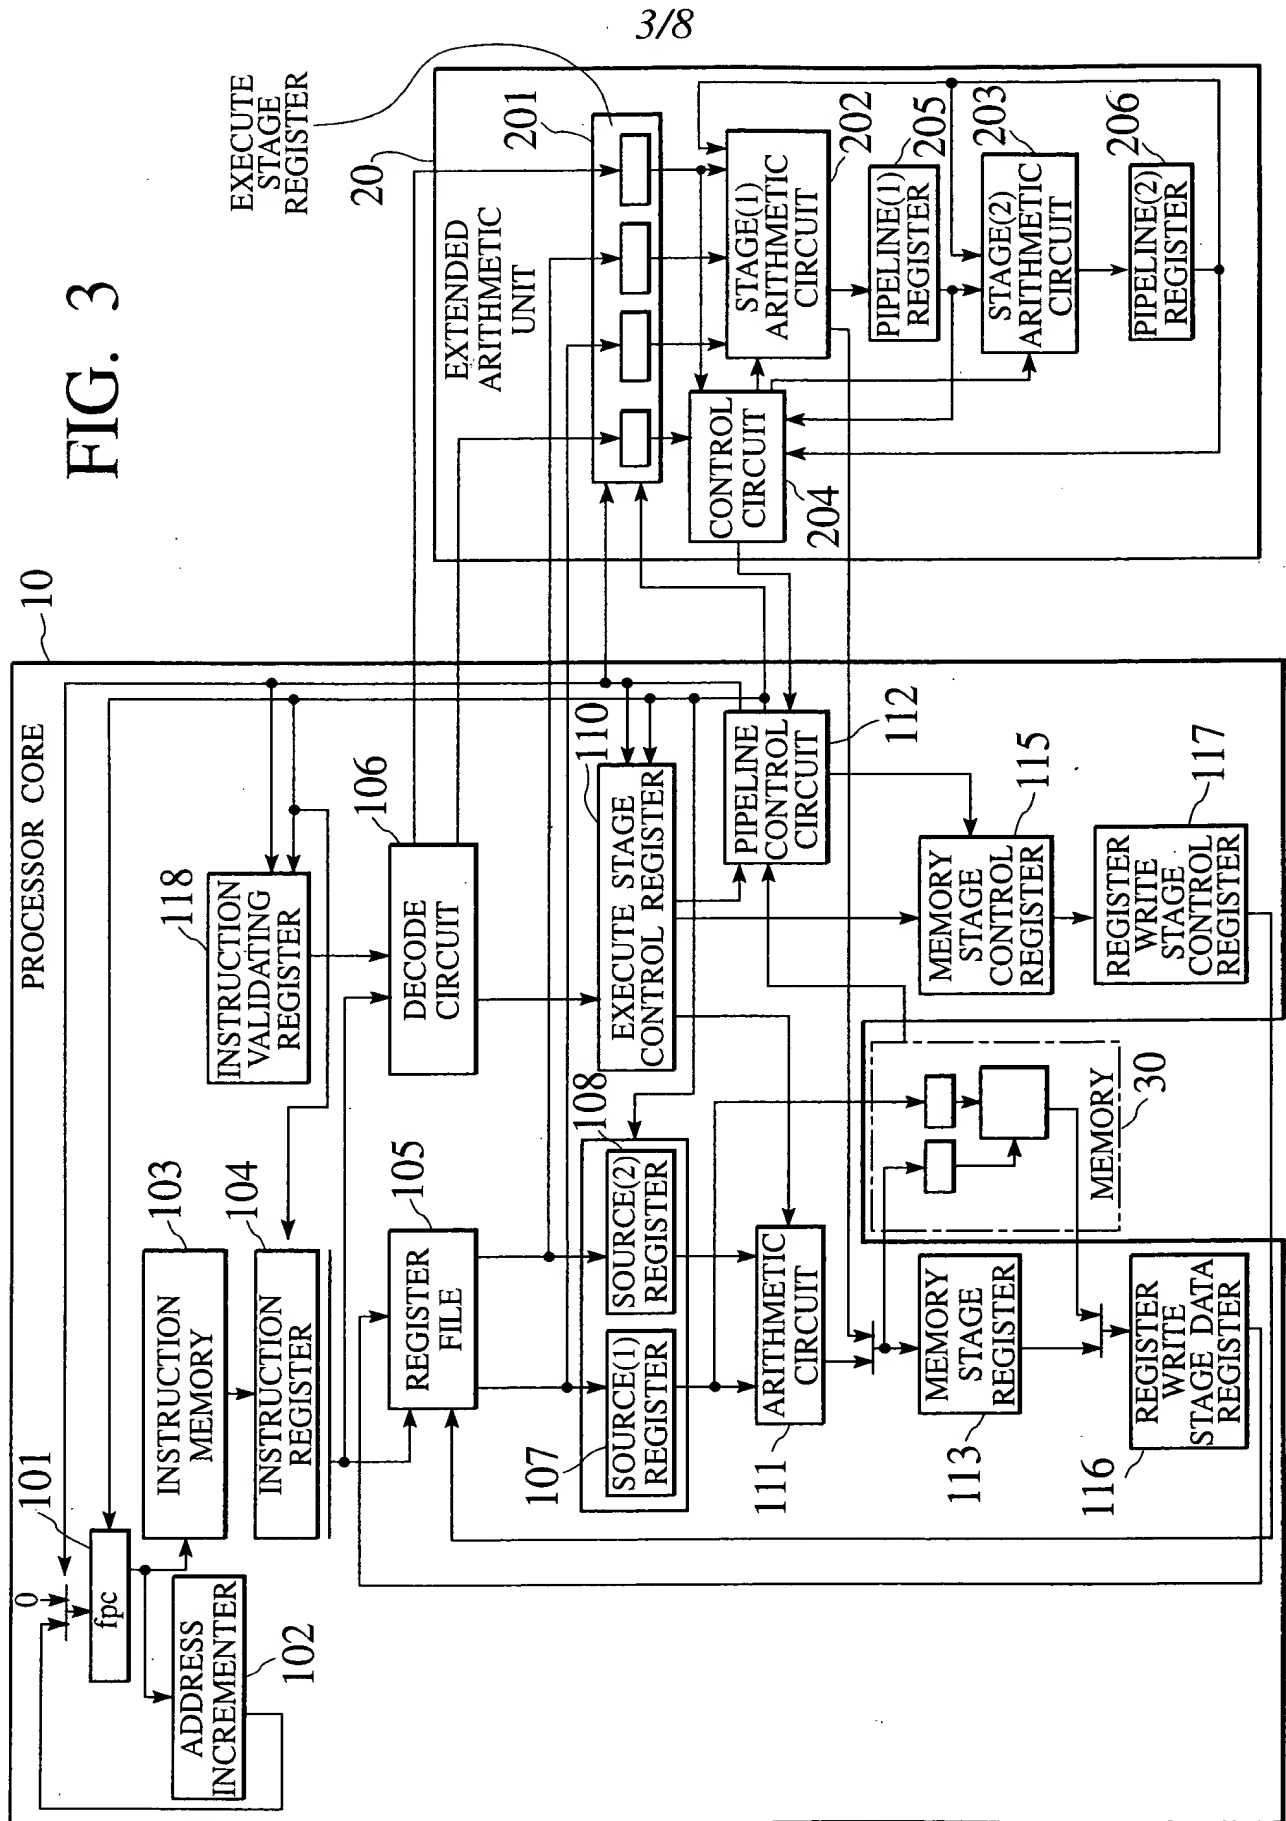 3/8
FIG. 3
EXECUTE
STAGE
REGISTER
PROCESSOR CORE
10
0
101
fpc
ADDRESS
INCREMENTER
102
INSTRUCTION
MEMORY
103
INSTRUCTION
REGISTER
104
118
INSTRUCTION
VALIDATING
REGISTER
REGISTER
FILE
105
DECODE
CIRCUIT
106
107
SOURCE(1)
REGISTER
SOURCE(2)
REGISTER
108
EXECUTE STAGE
CONTROL REGISTER
110
ARITHMETIC
CIRCUIT
111
PIPELINE
CONTROL
CIRCUIT
112
MEMORY
STAGE
REGISTER
113
MEMORY
30
MEMORY
STAGE
CONTROL
REGISTER
115
REGISTER
WRITE
STAGE DATA
REGISTER
116
REGISTER
WRITE
STAGE
CONTROL
REGISTER
117
20
EXTENDED
ARITHMETIC
UNIT
201
STAGE(1)
ARITHMETIC
CIRCUIT
202
CONTROL
CIRCUIT
204
PIPELINE(1)
REGISTER
205
STAGE(2)
ARITHMETIC
CIRCUIT
203
PIPELINE(2)
REGISTER
206